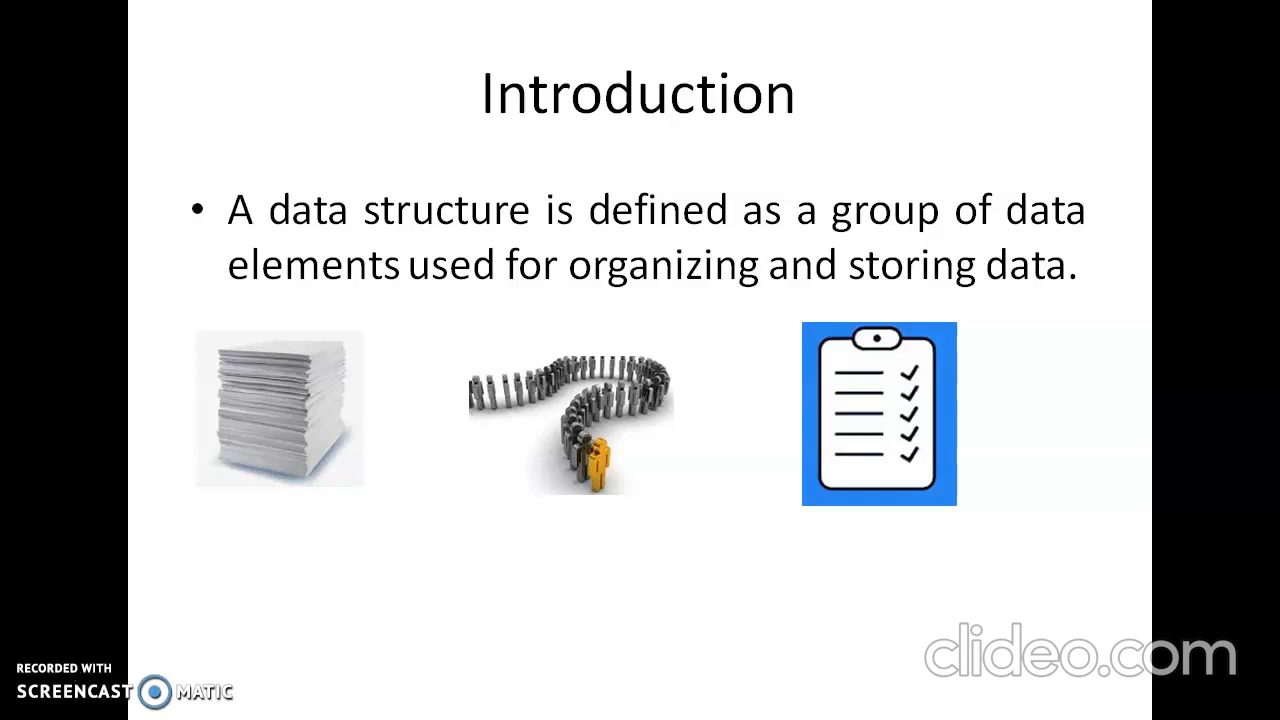 Introduction
• A data structure is defined as a group of data
elements used for organizing and storing data.
clideo.com
RECORDED WITH
SCREENCAST MATIC